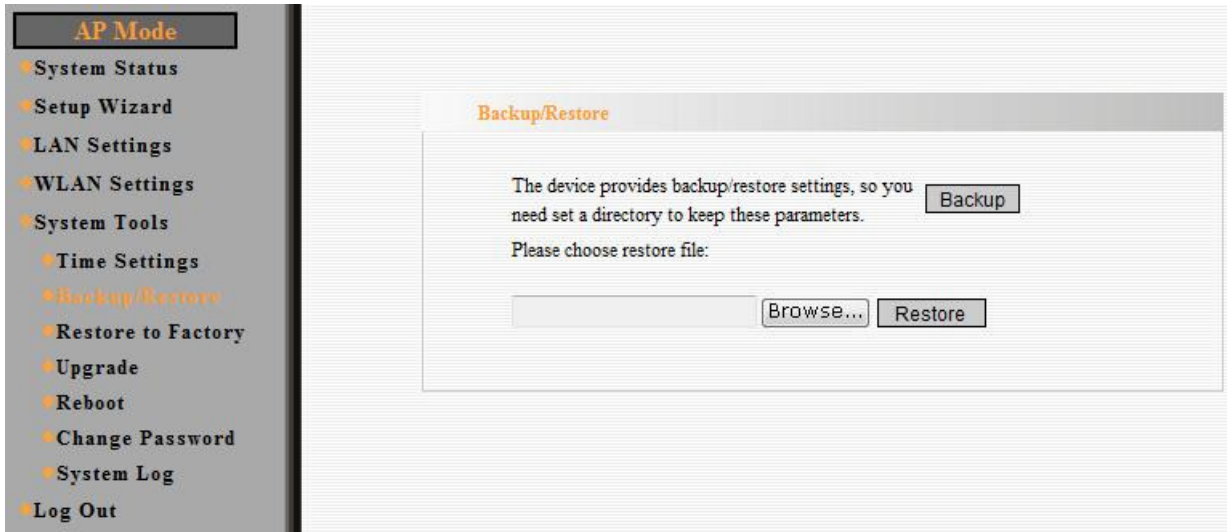 AP Mode
System Status
Setup Wizard
LAN Settings
WLAN Settings
System Tools
Time Settings
Backup/Restore
Restore to Factory
Upgrade
Reboot
Change Password
System Log
Log Out
Backup/Restore
The device provides backup/restore settings, so you
need set a directory to keep these parameters.
Backup
Please choose restore file:
Browse...
Restore